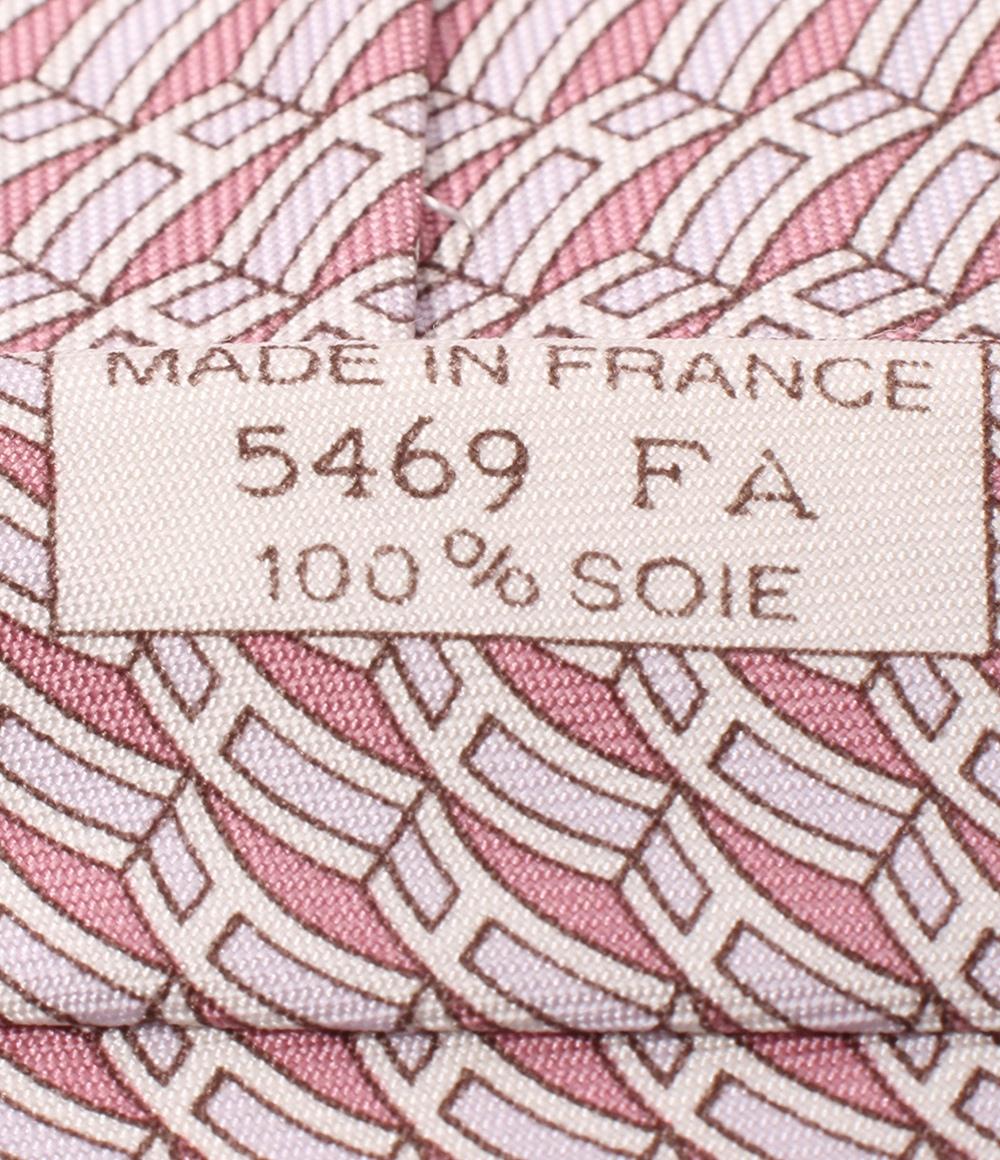 MADE IN FRANCE
5469 FA
100% SOIE